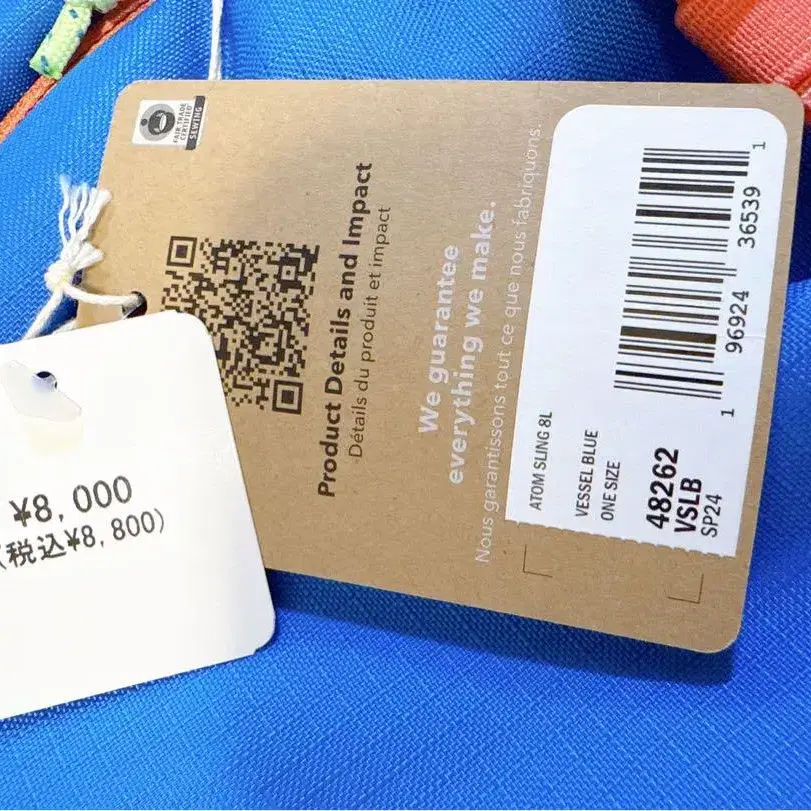 FAIR TRADE
CERTIFIED
SEWING
Product Details and Impact
Détails du produit et impact
We guarantee
everything we make.
Nous garantissons tout ce que nous fabriquons.
1 96924 36539 1
ATOM SLING 8L
VESSEL BLUE
ONE SIZE
48262
VSLB
SP24
¥8,000
(税込¥8,800)